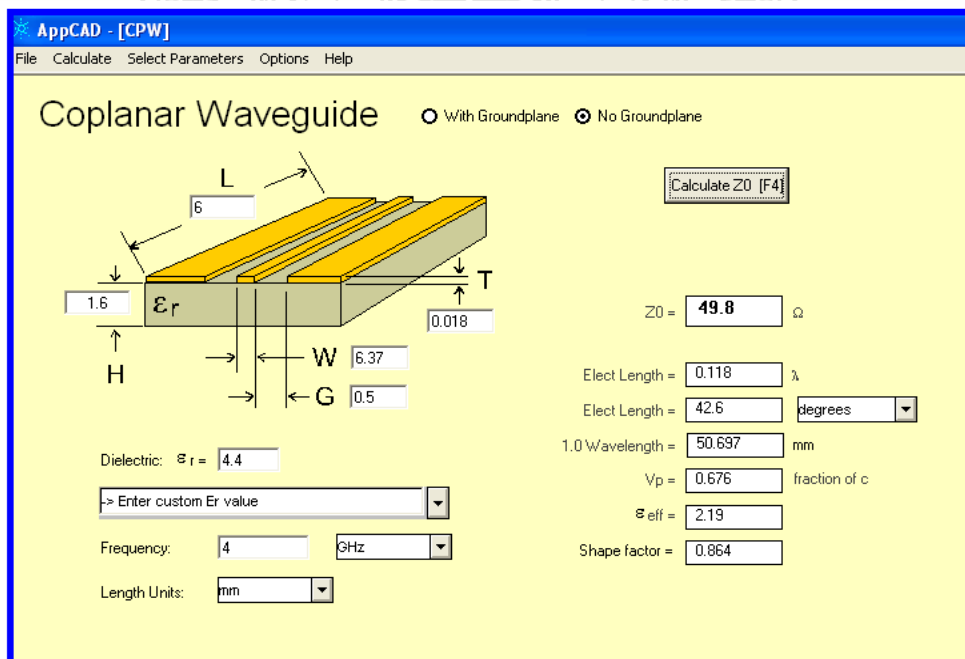 AppCAD - [CPW]
File Calculate Select Parameters Options Help
Coplanar Waveguide
With Groundplane No Groundplane
Calculate Z0 [F4]
L
6
1.6
εr
T
0.018
H
W 6.37
G 0.5
Z0 = 49.8 Ω
Elect Length = 0.118 λ
Elect Length = 42.6 degrees
1.0 Wavelength = 50.697 mm
Vp = 0.676 fraction of c
ε eff = 2.19
Shape factor = 0.864
Dielectric: ε r = 4.4
-> Enter custom Er value
Frequency: 4 GHz
Length Units: mm